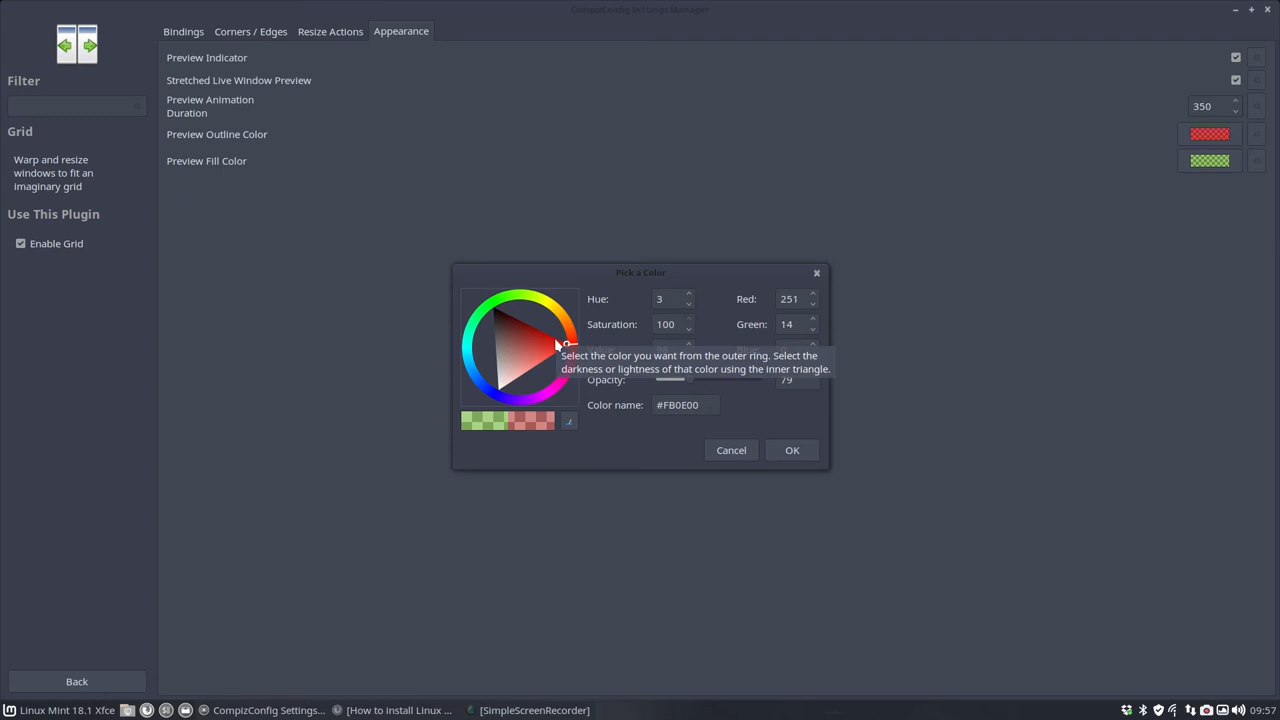 CompizConfig Settings Manager
Bindings
Corners / Edges
Resize Actions
Appearance
Filter
Grid
Warp and resize
windows to fit an
imaginary grid
Use This Plugin
Enable Grid
Back
Preview Indicator
Stretched Live Window Preview
Preview Animation
Duration
350
Preview Outline Color
Preview Fill Color
Pick a Color
Hue:
3
Red:
251
Saturation:
100
Green:
14
Select the color you want from the outer ring. Select the
darkness or lightness of that color using the inner triangle.
Opacity:
79
Color name:
#FB0E00
Cancel
OK
Linux Mint 18.1 Xfce
CompizConfig Settings...
[How to install Linux ...
[SimpleScreenRecorder]
09:57